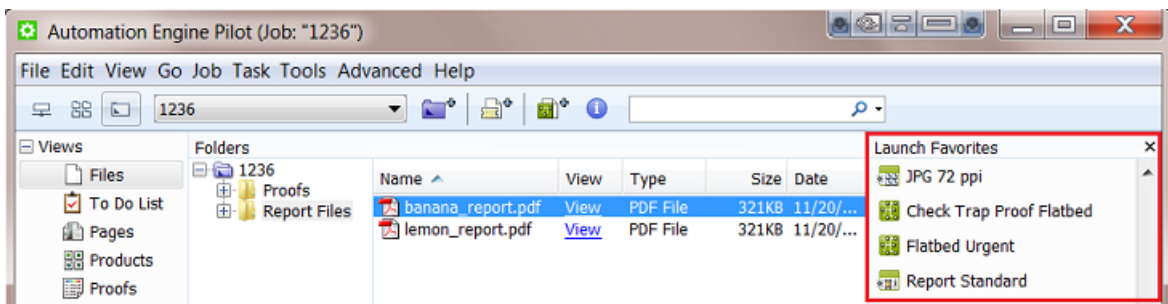 Automation Engine Pilot (Job: "1236")
File Edit View Go Job Task Tools Advanced Help
1236
Views
Files
To Do List
Pages
Products
Proofs
Folders
1236
Proofs
Report Files
Name View Type Size Date
banana_report.pdf View PDF File 321KB 11/20/...
lemon_report.pdf View PDF File 321KB 11/20/...
Launch Favorites
JPG 72 ppi
Check Trap Proof Flatbed
Flatbed Urgent
Report Standard